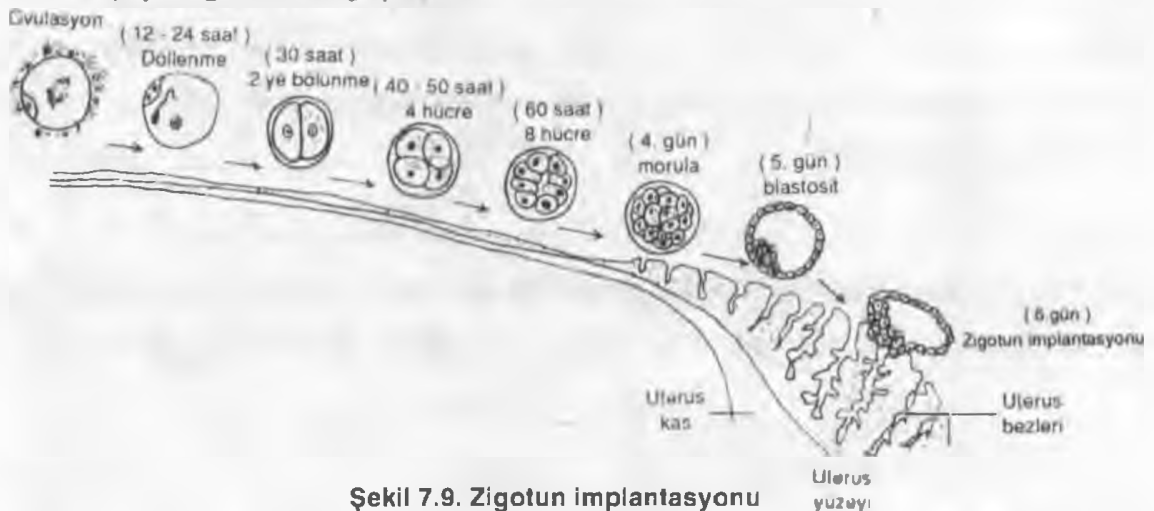 Ovulasyon
( 12 - 24 saat )
Döllenme
( 30 saat )
2 ye bölünme
( 40 - 50 saat )
4 hücre
( 60 saat )
8 hücre
( 4. gün )
morula
( 5. gün )
blastosit
( 6 gün )
Zigotun implantasyonu
Uterus
kas
Uterus
bezleri
Uterus
yüzeyi
Şekil 7.9. Zigotun implantasyonu